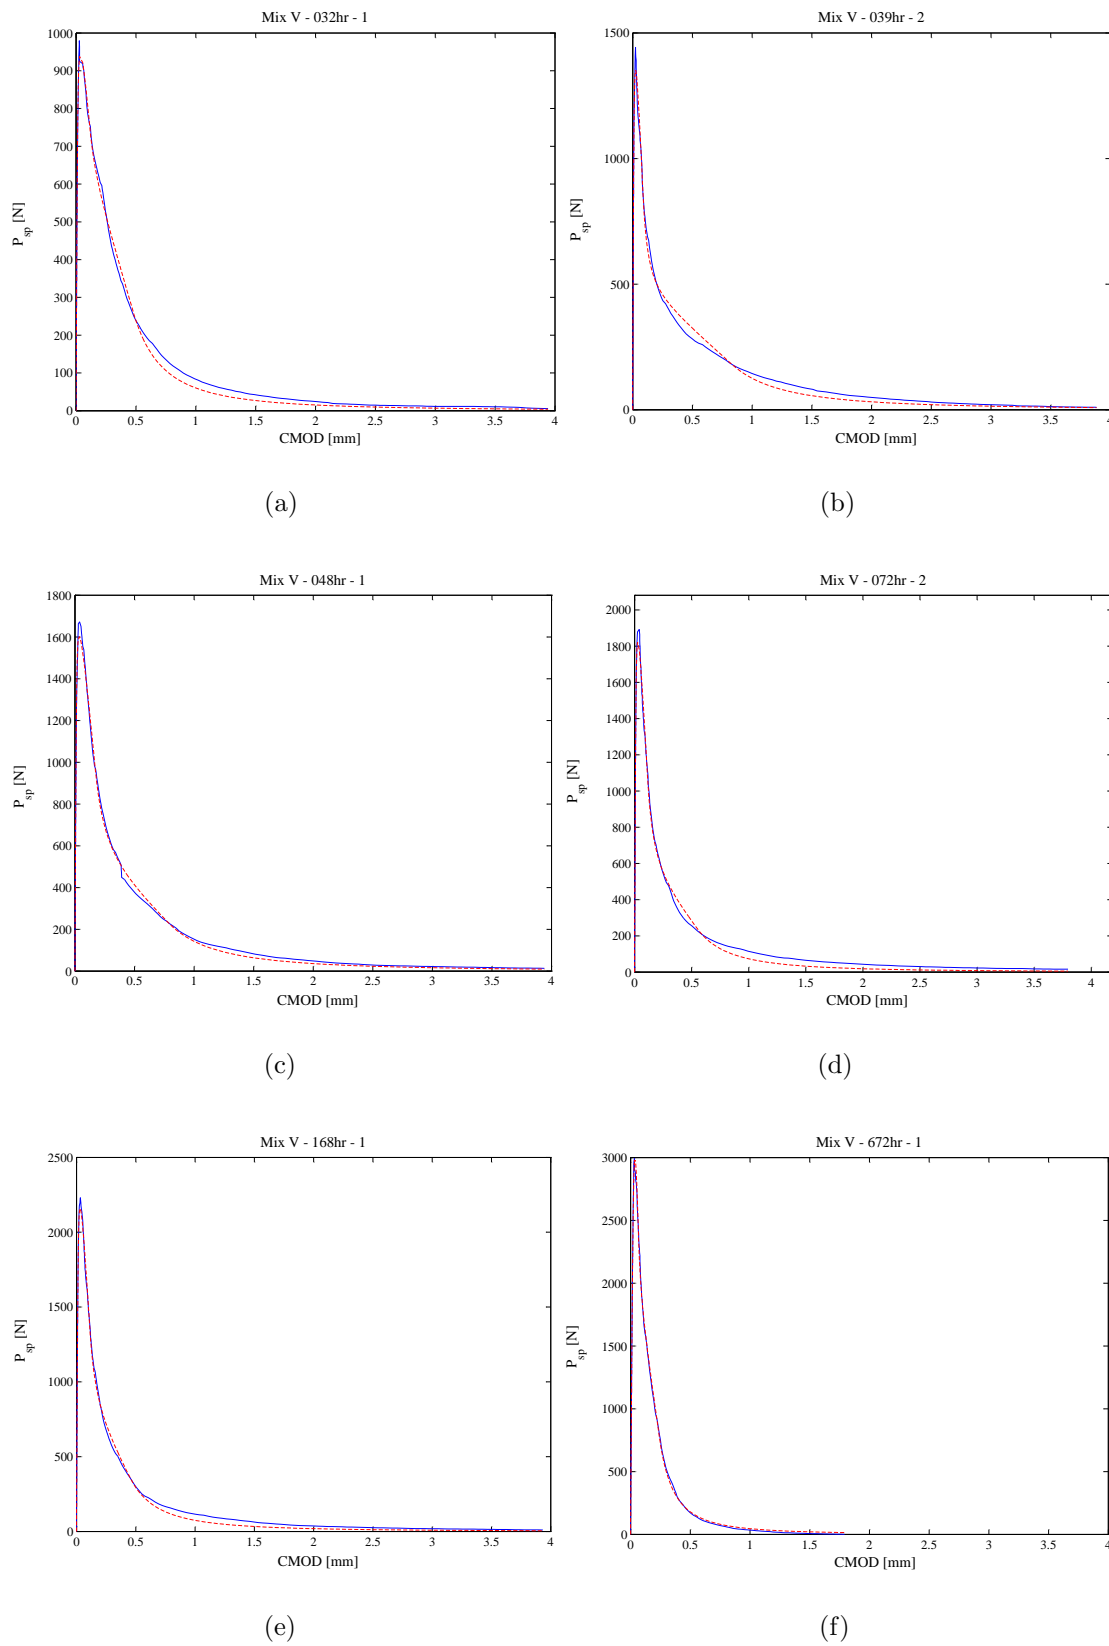 Mix V - 032hr - 1
1000
900
800
700
600
500
400
300
200
100
0
P_sp [N]
0 0.5 1 1.5 2 2.5 3 3.5 4
CMOD [mm]
(a)
Mix V - 039hr - 2
1500
1000
500
0
P_sp [N]
0 0.5 1 1.5 2 2.5 3 3.5 4
CMOD [mm]
(b)
Mix V - 048hr - 1
1800
1600
1400
1200
1000
800
600
400
200
0
P_sp [N]
0 0.5 1 1.5 2 2.5 3 3.5 4
CMOD [mm]
(c)
Mix V - 072hr - 2
2000
1800
1600
1400
1200
1000
800
600
400
200
0
P_sp [N]
0 0.5 1 1.5 2 2.5 3 3.5 4
CMOD [mm]
(d)
Mix V - 168hr - 1
2500
2000
1500
1000
500
0
P_sp [N]
0 0.5 1 1.5 2 2.5 3 3.5 4
CMOD [mm]
(e)
Mix V - 672hr - 1
3000
2500
2000
1500
1000
500
0
P_sp [N]
0 0.5 1 1.5 2 2.5 3 3.5 4
CMOD [mm]
(f)